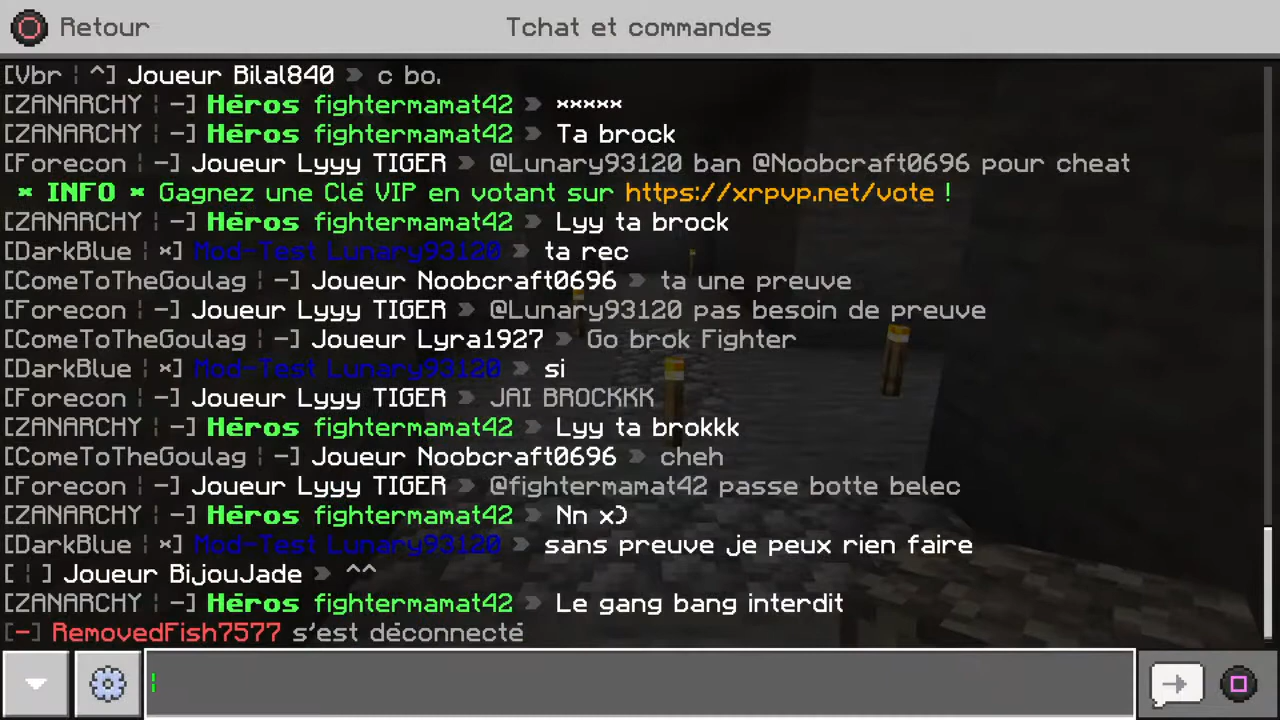 Retour
Tchat et commandes
[Vbr ¦ ^] Joueur Bilal840 » c bo.
[ZANARCHY ¦ -] Héros fightermamat42 » *****
[ZANARCHY ¦ -] Héros fightermamat42 » Ta brock
[Forecon ¦ -] Joueur Lyyy TIGER » @Lunary93120 ban @Noobcraft0696 pour cheat
* INFO * Gagnez une Clé VIP en votant sur https://xrpvp.net/vote !
[ZANARCHY ¦ -] Héros fightermamat42 » Lyy ta brock
[DarkBlue ¦ *] Mod-Test Lunary93120 » ta rec
[ComeToTheGoulag ¦ -] Joueur Noobcraft0696 » ta une preuve
[Forecon ¦ -] Joueur Lyyy TIGER » @Lunary93120 pas besoin de preuve
[ComeToTheGoulag ¦ -] Joueur Lyra1927 » Go brok Fighter
[DarkBlue ¦ *] Mod-Test Lunary93120 » si
[Forecon ¦ -] Joueur Lyyy TIGER » JAI BROCKKK
[ZANARCHY ¦ -] Héros fightermamat42 » Lyy ta brokkk
[ComeToTheGoulag ¦ -] Joueur Noobcraft0696 » cheh
[Forecon ¦ -] Joueur Lyyy TIGER » @fightermamat42 passe botte belec
[ZANARCHY ¦ -] Héros fightermamat42 » Nn x)
[DarkBlue ¦ *] Mod-Test Lunary93120 » sans preuve je peux rien faire
[ ¦ ] Joueur BijouJade » ^^
[ZANARCHY ¦ -] Héros fightermamat42 » Le gang bang interdit
[-] RemovedFish7577 s'est déconnecté